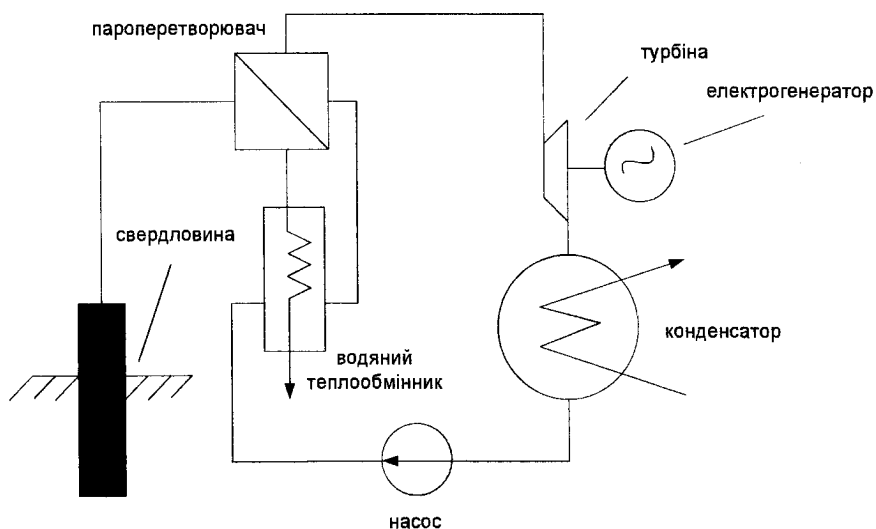 пароперетворювач
турбіна
електрогенератор
свердловина
водяний
теплообмінник
конденсатор
насос